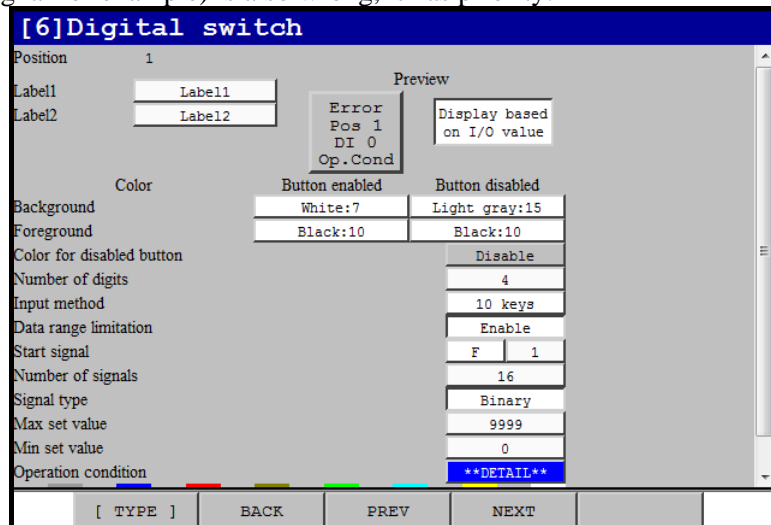 [6]Digital switch
Position 1
Preview
Label1 Label1
Label2 Label2
Error
Pos 1
DI 0
Op.Cond
Display based
on I/O value
Color Button enabled Button disabled
Background White:7 Light gray:15
Foreground Black:10 Black:10
Color for disabled button Disable
Number of digits 4
Input method 10 keys
Data range limitation Enable
Start signal F 1
Number of signals 16
Signal type Binary
Max set value 9999
Min set value 0
Operation condition **DETAIL**
[ TYPE ] BACK PREV NEXT